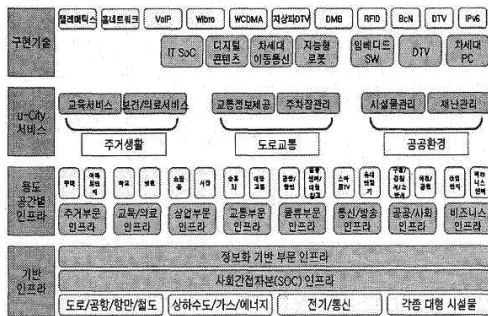 구현기술
텔레매틱스 홈네트워크 VoIP Wibro WCDMA 지상파DTV DMB RFID BcN DTV IPv6
IT SoC 디지털 콘텐츠 차세대 이동통신 지능형 로봇 임베디드 SW DTV 차세대 PC
u-City 서비스
교육서비스 보건/의료서비스 교통정보제공 주차장관리 시설물관리 재난관리
주거생활 도로교통 공공환경
용도 공간별 인프라
학교 병원 시장
주거부문 인프라 교육/의료 인프라 상업부문 인프라 교통부문 인프라 물류부문 인프라 통신/방송 인프라 공공/사회 인프라 비즈니스 인프라
기반 인프라
정보화 기반 부문 인프라
사회간접자본(SOC) 인프라
도로/공항/항만/철도 상하수도/가스/에너지 전기/통신 각종 대형 시설물